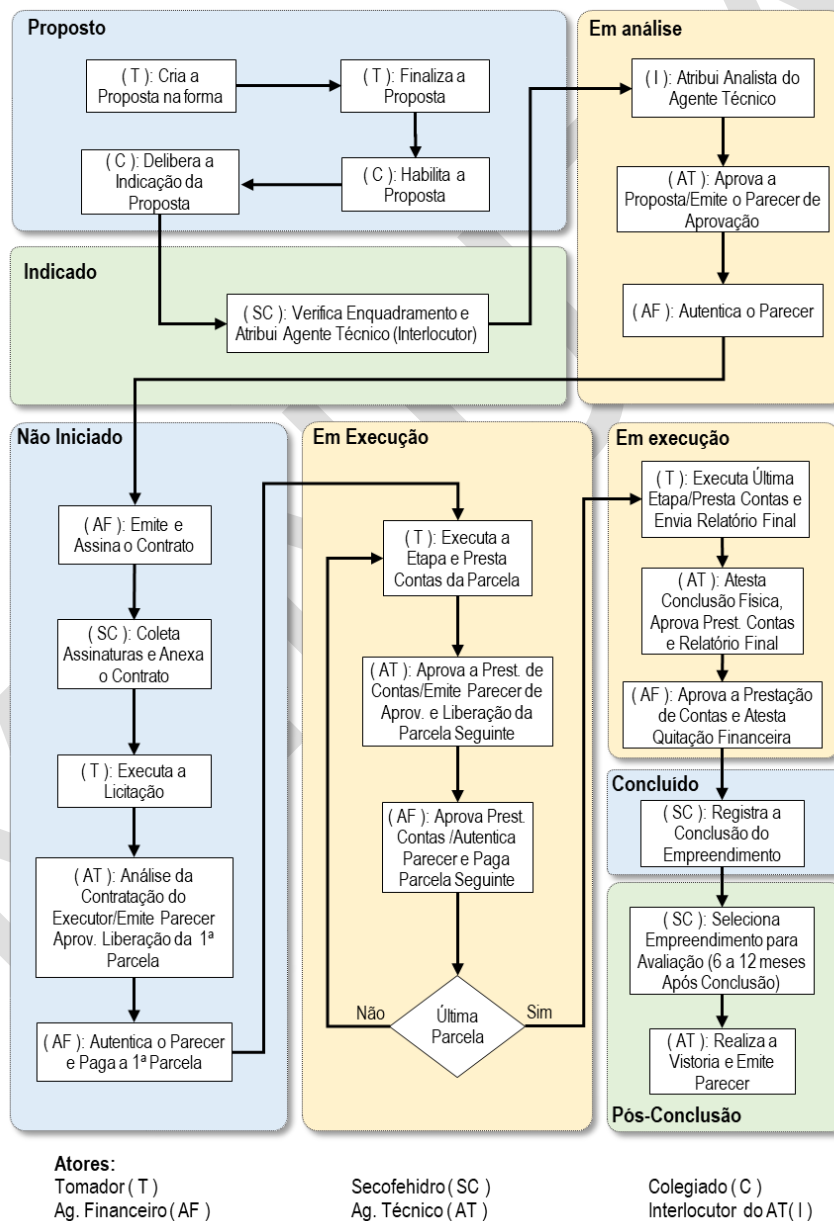 Proposto
( T ): Cria a
Proposta na forma
( T ): Finaliza a
Proposta
( C ): Habilita a
Proposta
( C ): Delibera a
Indicação da
Proposta
Indicado
( SC ): Verifica Enquadramento e
Atribui Agente Técnico (Interlocutor)
Em análise
( I ): Atribui Analista do
Agente Técnico
( AT ): Aprova a
Proposta/Emite o Parecer de
Aprovação
( AF ): Autentica o Parecer
Não Iniciado
( AF ): Emite e
Assina o Contrato
( SC ): Coleta
Assinaturas e Anexa
o Contrato
( T ): Executa a
Licitação
( AT ): Análise da
Contratação do
Executor/Emite Parecer
Aprov. Liberação da 1ª
Parcela
( AF ): Autentica o Parecer
e Paga a 1ª Parcela
Em Execução
( T ): Executa a
Etapa e Presta
Contas da Parcela
( AT ): Aprova a Prest. de
Contas/Emite Parecer de
Aprov. e Liberação da
Parcela Seguinte
( AF ): Aprova Prest.
Contas /Autentica
Parecer e Paga
Parcela Seguinte
Não
Última
Parcela
Sim
Em execução
( T ): Executa Última
Etapa/Presta Contas e
Envia Relatório Final
( AT ): Atesta
Conclusão Física,
Aprova Prest. Contas
e Relatório Final
( AF ): Aprova a Prestação
de Contas e Atesta
Quitação Financeira
Concluído
( SC ): Registra a
Conclusão do
Empreendimento
( SC ): Seleciona
Empreendimento para
Avaliação (6 a 12 meses
Após Conclusão)
( AT ): Realiza a
Vistoria e Emite
Parecer
Pós-Conclusão
Atores:
Tomador ( T )
Secofehidro ( SC )
Colegiado ( C )
Ag. Financeiro ( AF )
Ag. Técnico ( AT )
Interlocutor do AT( I )